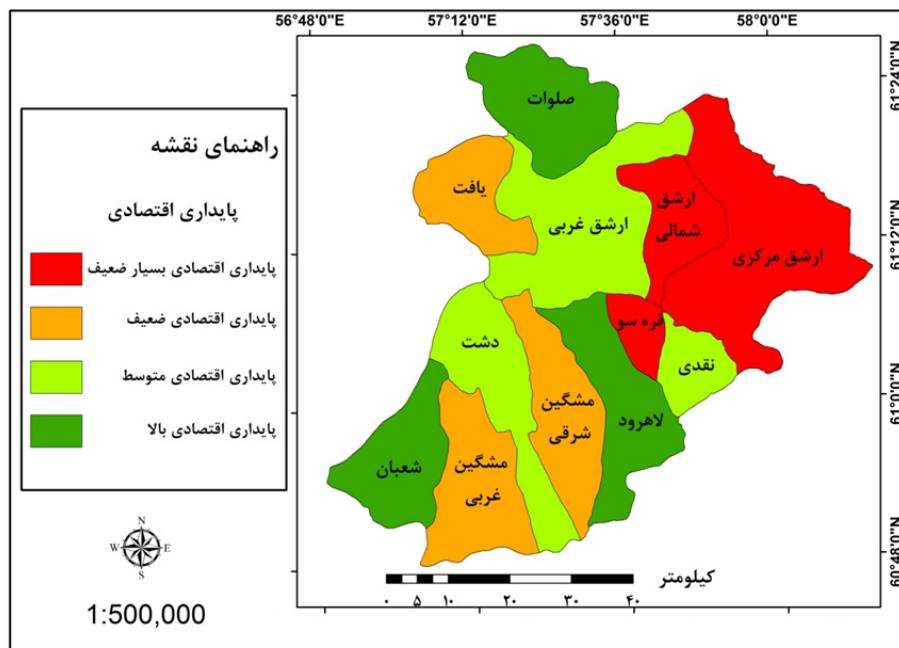 56°48'0"E
57°12'0"E
57°36'0"E
58°0'0"E
61°24'0"N
61°12'0"N
61°0'0"N
60°48'0"N
راهنمای نقشه
پایداری اقتصادی
پایداری اقتصادی بسیار ضعیف
پایداری اقتصادی ضعیف
پایداری اقتصادی متوسط
پایداری اقتصادی بالا
N
W
E
S
1:500,000
صلوات
یافت
ارشق غربی
ارشق
شمالی
ارشق مرکزی
قره سو
نقدی
دشت
مشگین
شرقی
لاهرود
شعبان
مشگین
غربی
کیلومتر
۰ ۵ ۱۰ ۲۰ ۳۰ ۴۰